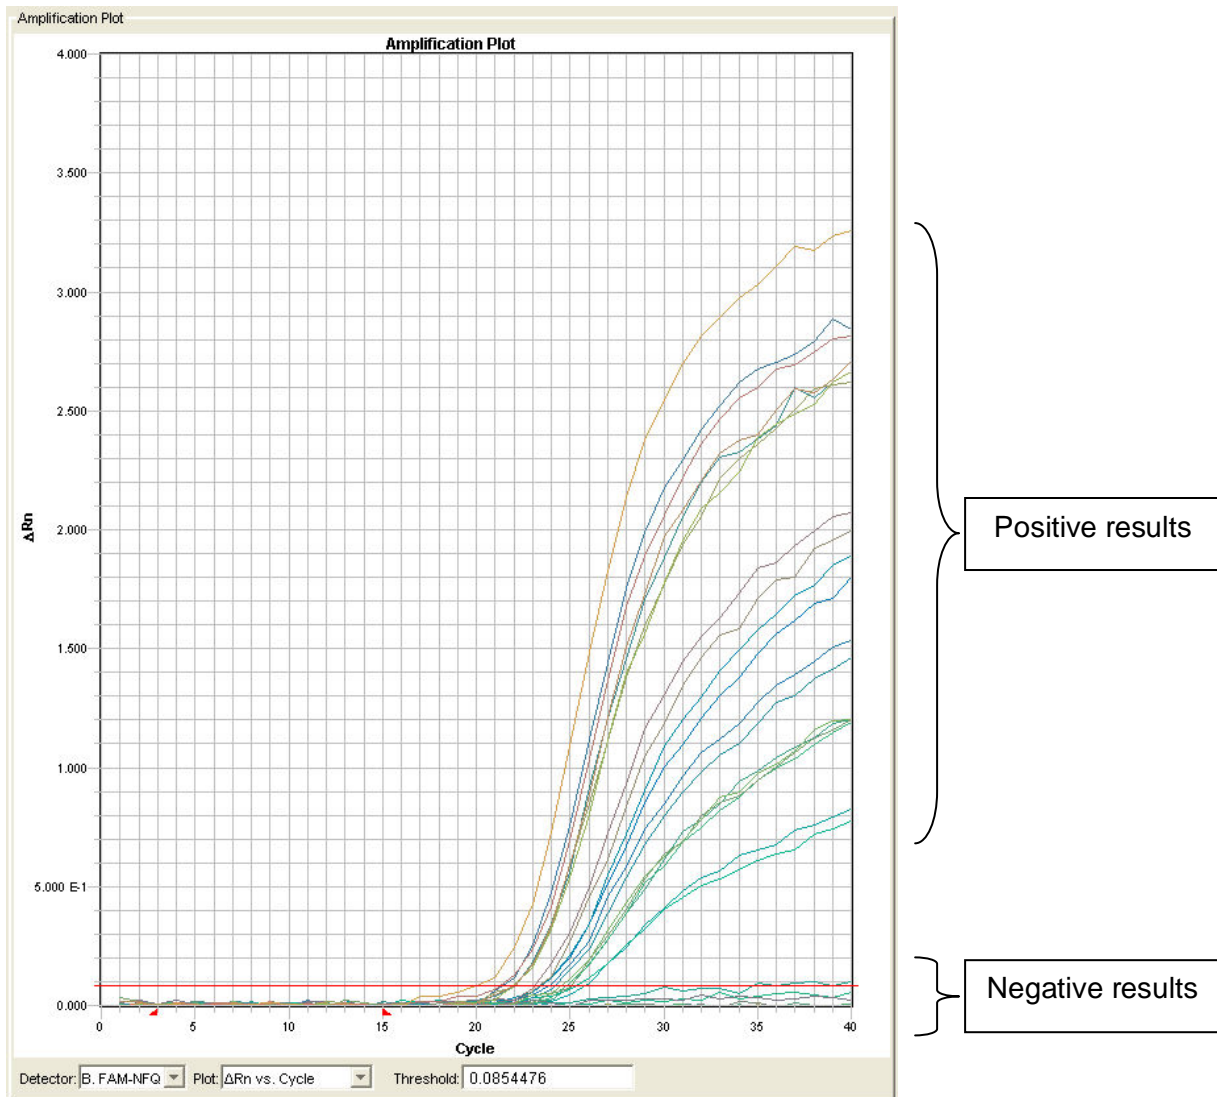 Amplification Plot
Amplification Plot
4.000
3.500
3.000
2.500
2.000
1.500
1.000
5.000 E-1
0.000
ΔRn
0 5 10 15 20 25 30 35 40
Cycle
Detector: B. FAM-NFQ Plot: ΔRn vs. Cycle Threshold: 0.0854476
Positive results
Negative results